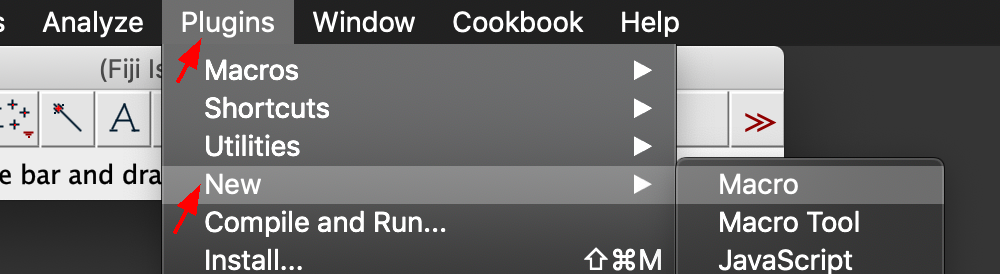 s Analyze Plugins Window Cookbook Help
(Fiji Is
Macros
Shortcuts
A
Utilities
e bar and dra
New
Macro
Compile and Run...
Macro Tool
Install... ⇧⌘M
JavaScript